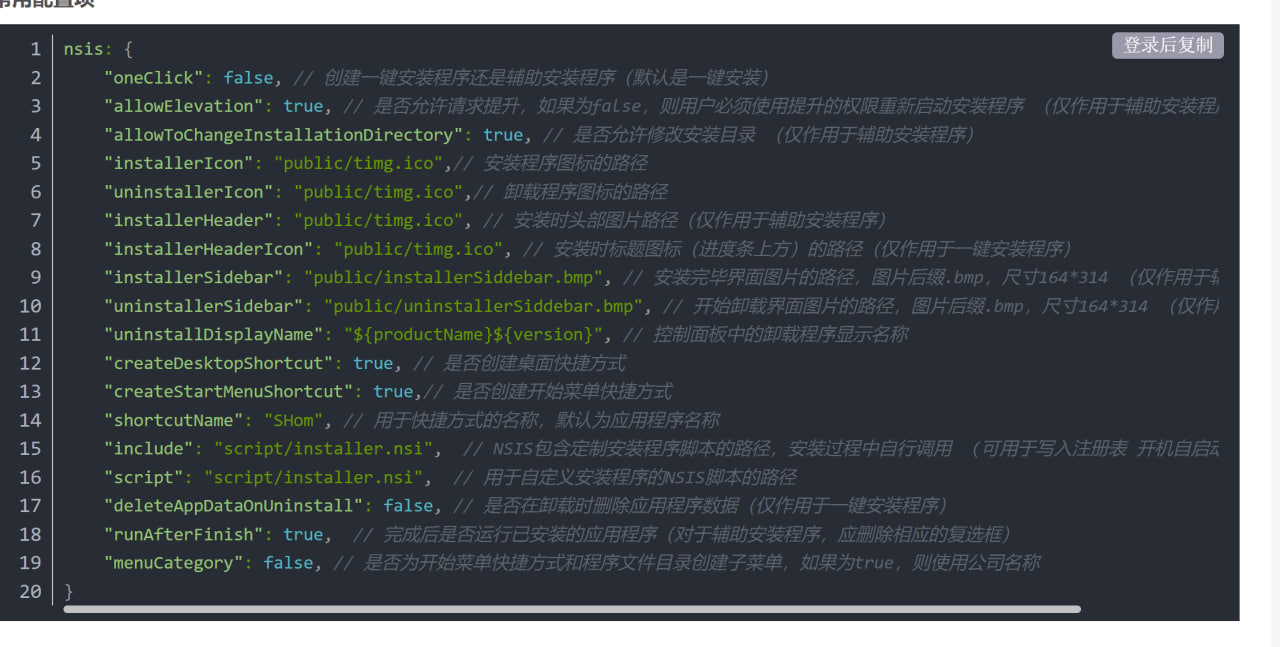 常用配置项
登录后复制
1 nsis: {
2 "oneClick": false, // 创建一键安装程序还是辅助安装程序（默认是一键安装）
3 "allowElevation": true, // 是否允许请求提升，如果为false，则用户必须使用提升的权限重新启动安装程序 （仅作用于辅助安装程
4 "allowToChangeInstallationDirectory": true, // 是否允许修改安装目录 （仅作用于辅助安装程序）
5 "installerIcon": "public/timg.ico",// 安装程序图标的路径
6 "uninstallerIcon": "public/timg.ico",// 卸载程序图标的路径
7 "installerHeader": "public/timg.ico", // 安装时头部图片路径（仅作用于辅助安装程序）
8 "installerHeaderIcon": "public/timg.ico", // 安装时标题图标（进度条上方）的路径（仅作用于一键安装程序）
9 "installerSidebar": "public/installerSiddebar.bmp", // 安装完毕界面图片的路径，图片后缀.bmp，尺寸164*314 （仅作用于
10 "uninstallerSidebar": "public/uninstallerSiddebar.bmp", // 开始卸载界面图片的路径，图片后缀.bmp，尺寸164*314 （仅作
11 "uninstallDisplayName": "${productName}${version}", // 控制面板中的卸载程序显示名称
12 "createDesktopShortcut": true, // 是否创建桌面快捷方式
13 "createStartMenuShortcut": true,// 是否创建开始菜单快捷方式
14 "shortcutName": "SHom", // 用于快捷方式的名称，默认为应用程序名称
15 "include": "script/installer.nsi", // NSIS包含定制安装程序脚本的路径，安装过程中自行调用 （可用于写入注册表 开机自启动
16 "script": "script/installer.nsi", // 用于自定义安装程序的NSIS脚本的路径
17 "deleteAppDataOnUninstall": false, // 是否在卸载时删除应用程序数据（仅作用于一键安装程序）
18 "runAfterFinish": true, // 完成后是否运行已安装的应用程序（对于辅助安装程序，应删除相应的复选框）
19 "menuCategory": false, // 是否为开始菜单快捷方式和程序文件目录创建子菜单，如果为true，则使用公司名称
20 }